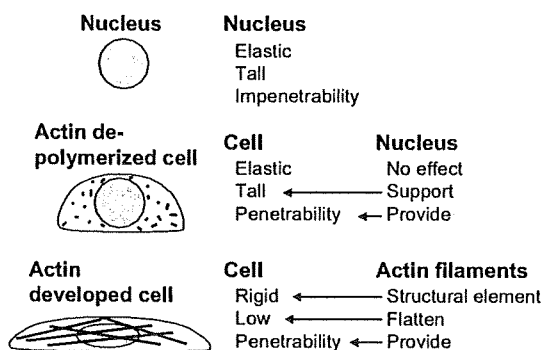 Nucleus Nucleus
Elastic
Tall
Impenetrability
Actin de-
polymerized cell
Cell Nucleus
Elastic No effect
Tall Support
Penetrability Provide
Actin
developed cell
Cell Actin filaments
Rigid Structural element
Low Flatten
Penetrability Provide